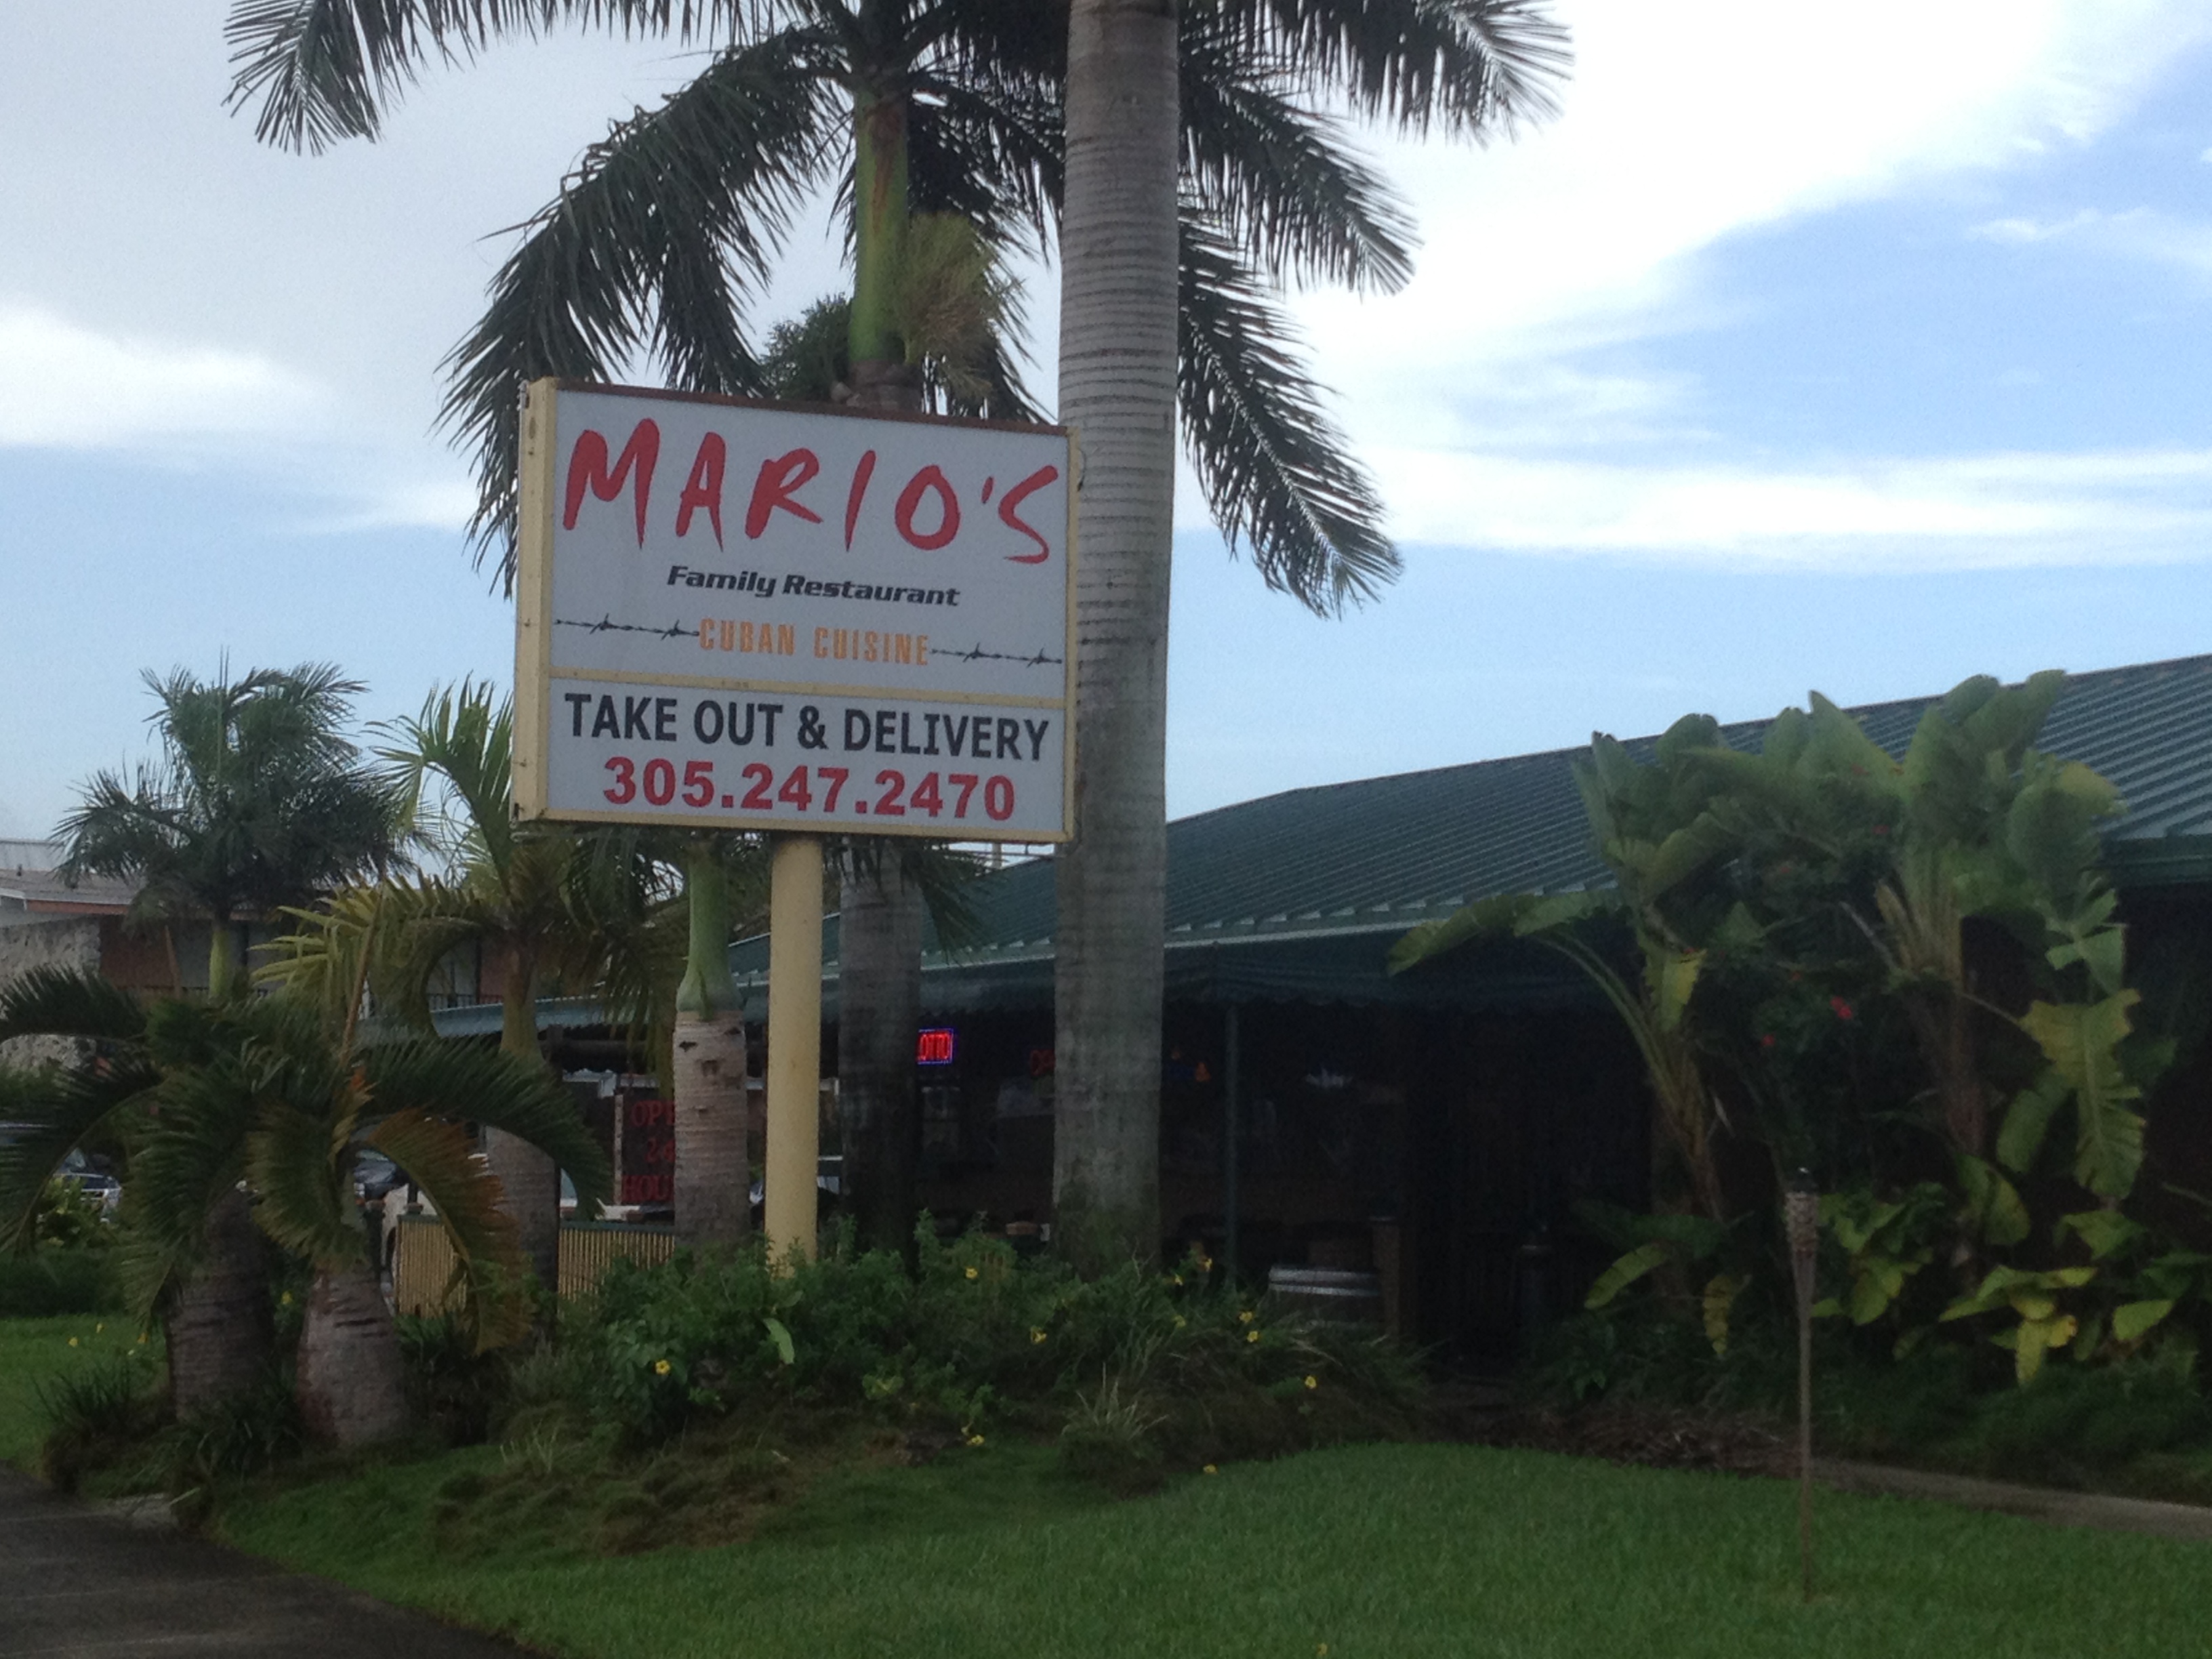 MARIO'S
Family Restaurant
CUBAN CUISINE
TAKE OUT & DELIVERY
305.247.2470
LOTTO